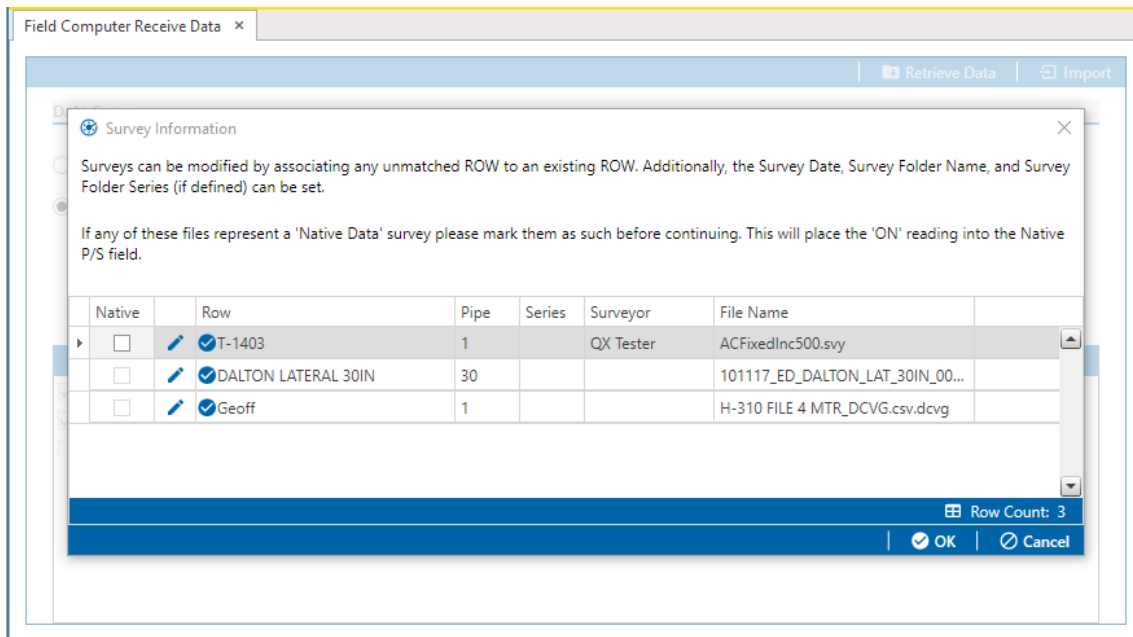 Field Computer Receive Data ×
Retrieve Data Import
Survey Information
Surveys can be modified by associating any unmatched ROW to an existing ROW. Additionally, the Survey Date, Survey Folder Name, and Survey
Folder Series (if defined) can be set.
If any of these files represent a 'Native Data' survey please mark them as such before continuing. This will place the 'ON' reading into the Native
P/S field.
Native Row Pipe Series Surveyor File Name
T-1403 1 QX Tester ACFixedInc500.svy
DALTON LATERAL 30IN 30 101117_ED_DALTON_LAT_30IN_00...
Geoff 1 H-310 FILE 4 MTR_DCVG.csv.dcvg
Row Count: 3
OK Cancel